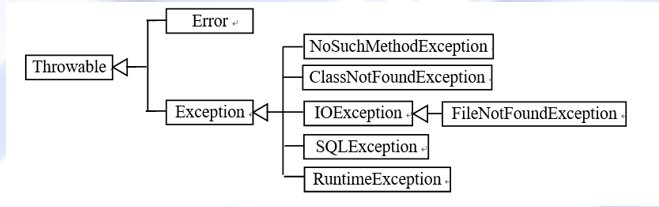 Error
NoSuchMethodException
Throwable
ClassNotFoundException
Exception
IOException
FileNotFoundException
SQLException
RuntimeException